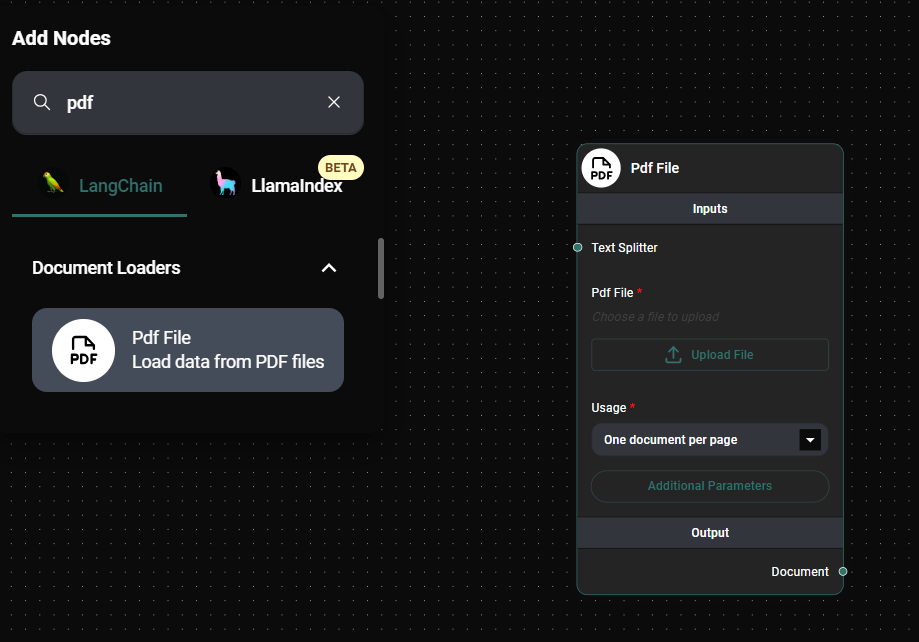 Add Nodes
pdf
BETA
LangChain
LlamaIndex
Document Loaders
PDF
Pdf File
Load data from PDF files
PDF
Pdf File
Inputs
Text Splitter
Pdf File *
Choose a file to upload
Upload File
Usage *
One document per page
Additional Parameters
Output
Document